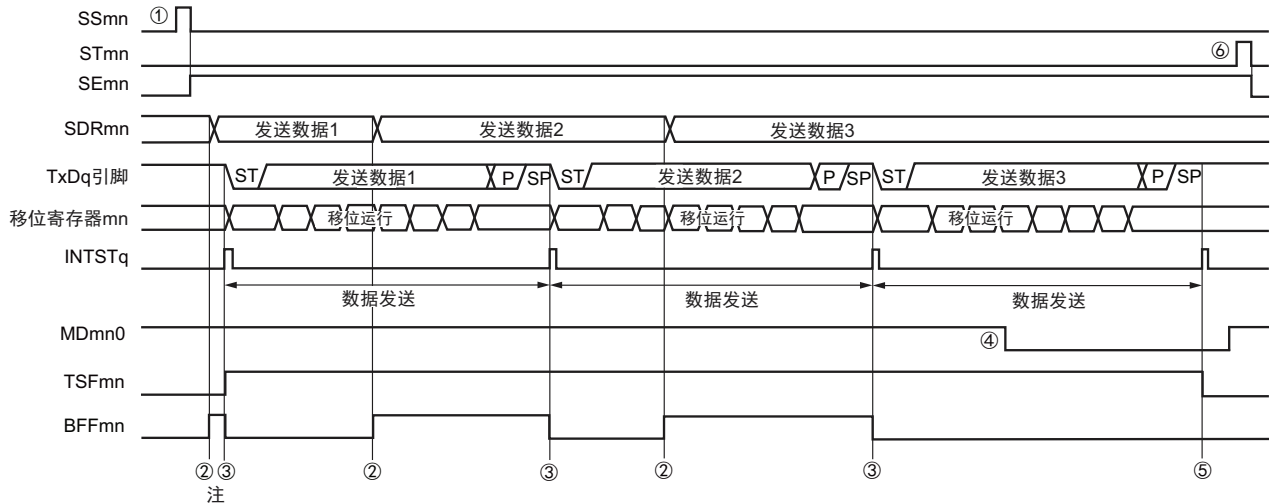 SSmn ①
STmn ⑥
SEmn
SDRmn 发送数据1 发送数据2 发送数据3
TxDq引脚 ST 发送数据1 P SP ST 发送数据2 P SP ST 发送数据3 P SP
移位寄存器mn 移位运行 移位运行 移位运行
INTSTq
数据发送 数据发送 数据发送
MDmn0 ④
TSFmn
BFFmn
②③ ② ③ ② ③ ⑤
注